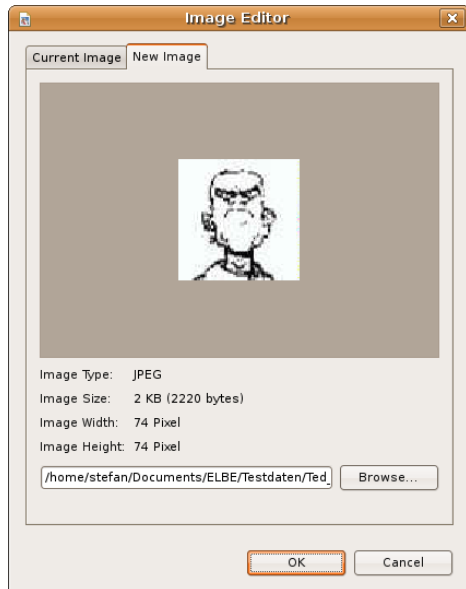 Image Editor
Current Image New Image
Image Type: JPEG
Image Size: 2 KB (2220 bytes)
Image Width: 74 Pixel
Image Height: 74 Pixel
/home/stefan/Documents/ELBE/Testdaten/Ted_ Browse...
OK Cancel